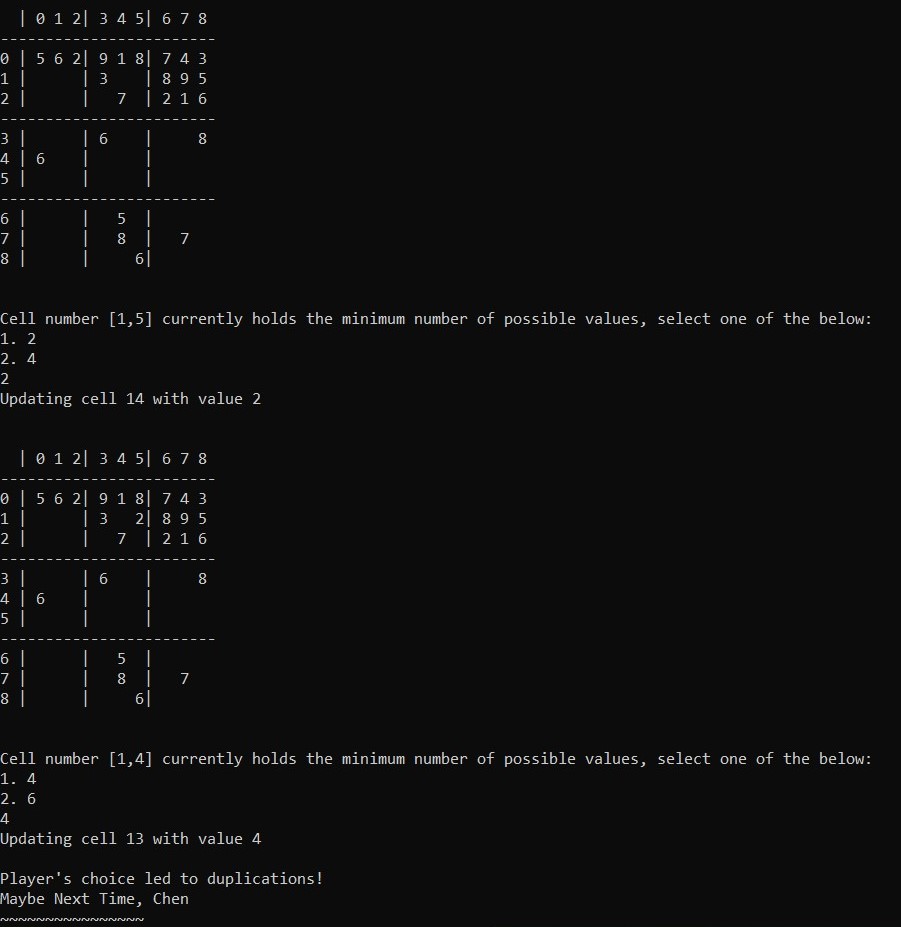 | 0 1 2| 3 4 5| 6 7 8
------------------------
0 | 5 6 2| 9 1 8| 7 4 3
1 |      | 3    | 8 9 5
2 |      |   7  | 2 1 6
------------------------
3 |      | 6    |     8
4 | 6    |      |
5 |      |      |
------------------------
6 |      |   5  |
7 |      |   8  |   7
8 |      |     6|
Cell number [1,5] currently holds the minimum number of possible values, select one of the below:
1. 2
2. 4
2
Updating cell 14 with value 2
  | 0 1 2| 3 4 5| 6 7 8
------------------------
0 | 5 6 2| 9 1 8| 7 4 3
1 |      | 3   2| 8 9 5
2 |      |   7  | 2 1 6
------------------------
3 |      | 6    |     8
4 | 6    |      |
5 |      |      |
------------------------
6 |      |   5  |
7 |      |   8  |   7
8 |      |     6|
Cell number [1,4] currently holds the minimum number of possible values, select one of the below:
1. 4
2. 6
4
Updating cell 13 with value 4
Player's choice led to duplications!
Maybe Next Time, Chen
~~~~~~~~~~~~~~~~